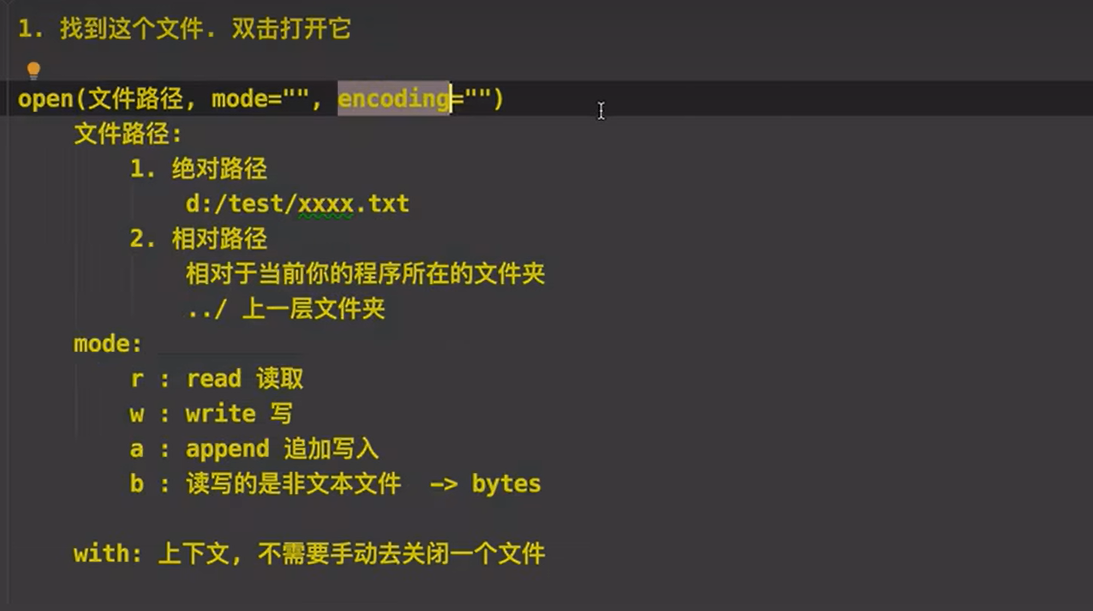 1. 找到这个文件. 双击打开它
open(文件路径, mode="", encoding="")
文件路径:
1. 绝对路径
d:/test/xxxx.txt
2. 相对路径
相对于当前你的程序所在的文件夹
../ 上一层文件夹
mode:
r : read 读取
w : write 写
a : append 追加写入
b : 读写的是非文本文件 -> bytes
with: 上下文, 不需要手动去关闭一个文件